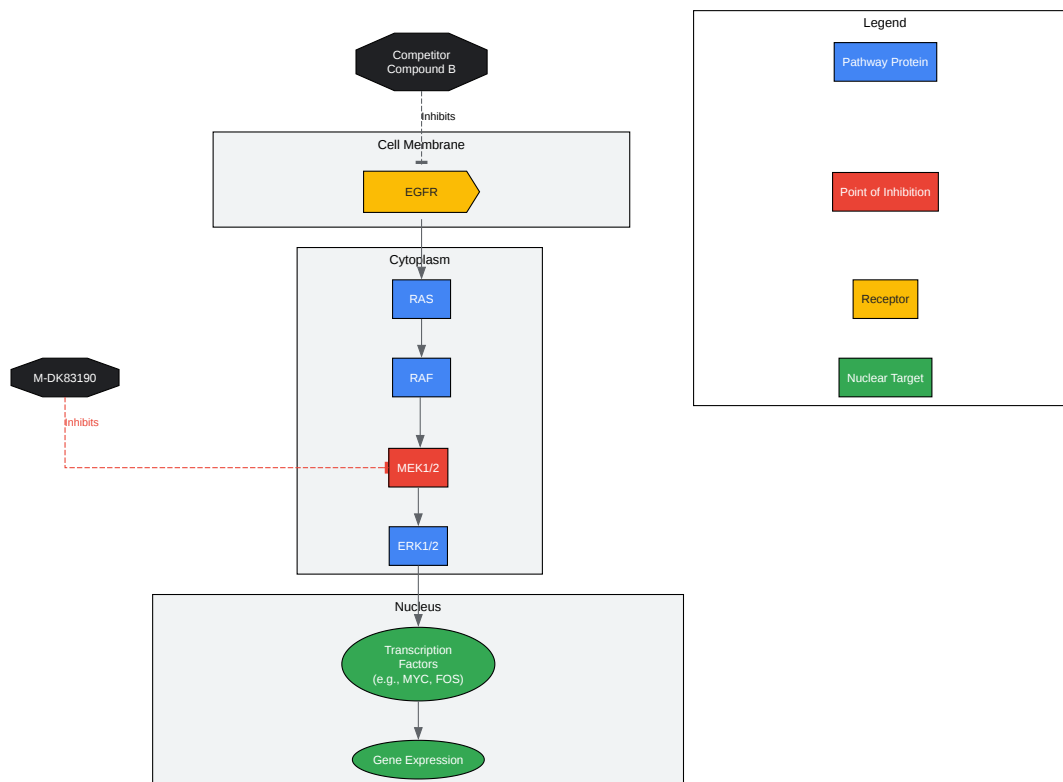 Competitor
Compound B
Inhibits
Cell Membrane
EGFR
Cytoplasm
RAS
RAF
M-DK83190
Inhibits
MEK1/2
ERK1/2
Nucleus
Transcription
Factors
(e.g., MYC, FOS)
Gene Expression
Legend
Pathway Protein
Point of Inhibition
Receptor
Nuclear Target